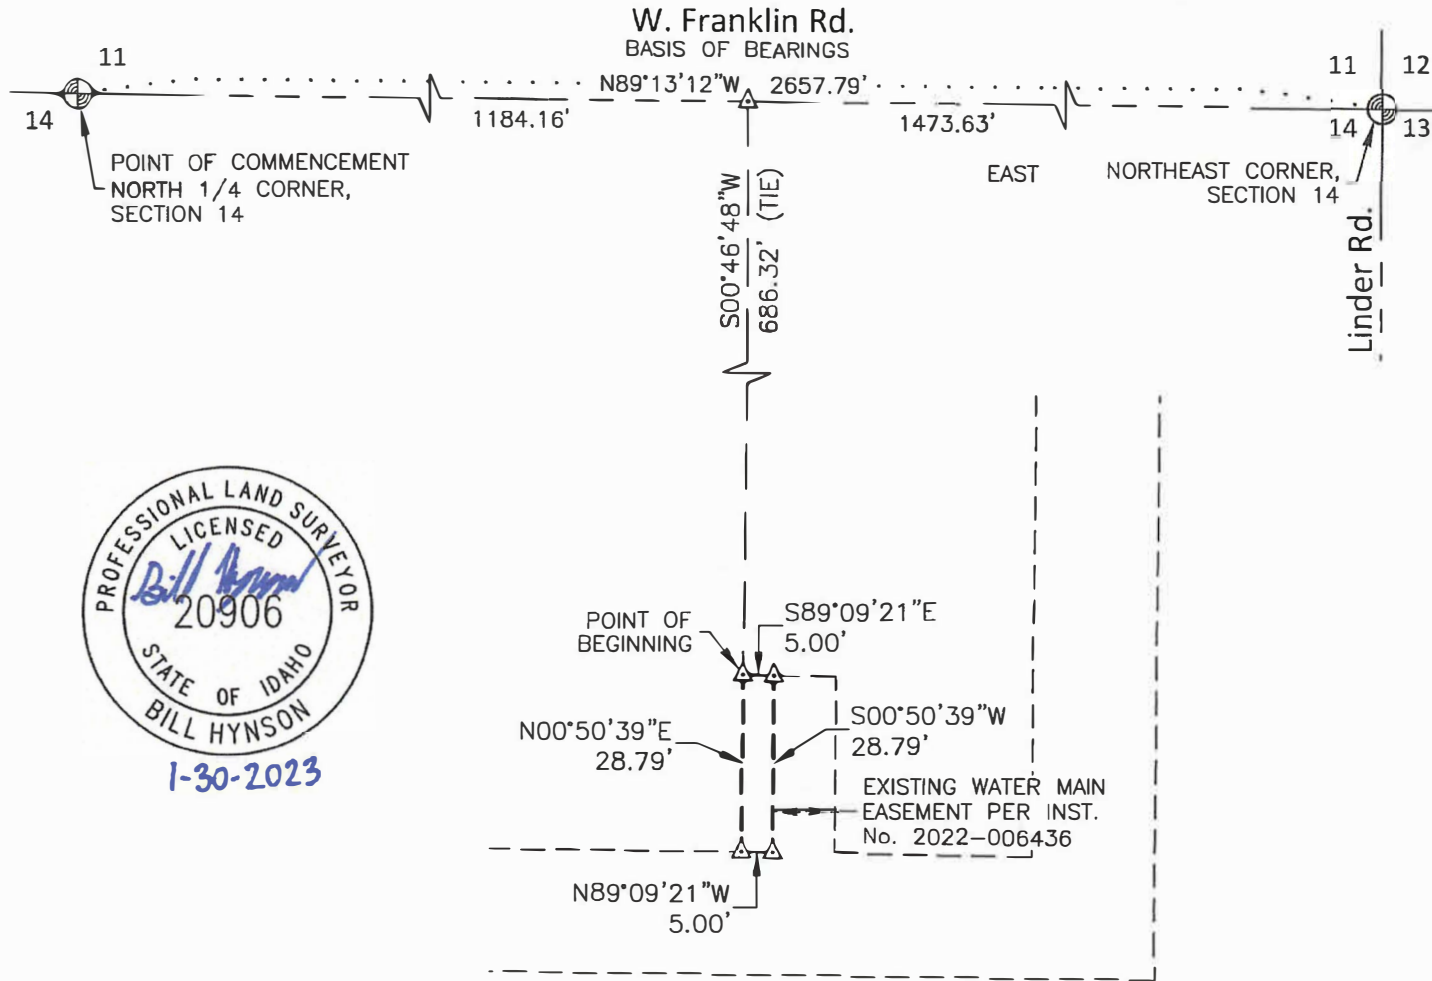 W. Franklin Rd.
BASIS OF BEARINGS
11
N89°13'12"W 2657.79'
11 12
14
1184.16'
1473.63'
14 13
POINT OF COMMENCEMENT
NORTH 1/4 CORNER,
SECTION 14
EAST
NORTHEAST CORNER,
SECTION 14
S00°46'48"W
686.32' (TIE)
Linder Rd.
PROFESSIONAL LAND SURVEYOR
LICENSED
Bill Hynson
20906
STATE OF IDAHO
BILL HYNSON
1-30-2023
POINT OF
BEGINNING
S89°09'21"E
5.00'
N00°50'39"E
28.79'
S00°50'39"W
28.79'
EXISTING WATER MAIN
EASEMENT PER INST.
No. 2022-006436
N89°09'21"W
5.00'